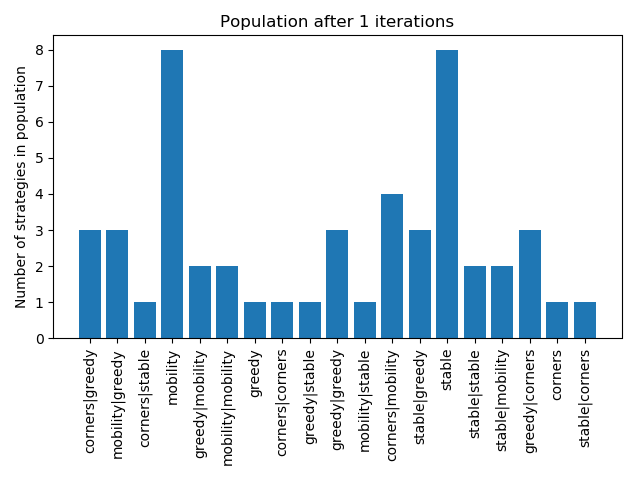 Population after 1 iterations
Number of strategies in population
8
7
6
5
4
3
2
1
0
corners|greedy
mobility|greedy
corners|stable
mobility
greedy|mobility
mobility|mobility
greedy
corners|corners
greedy|stable
greedy|greedy
mobility|stable
corners|mobility
stable|greedy
stable
stable|stable
stable|mobility
greedy|corners
corners
stable|corners